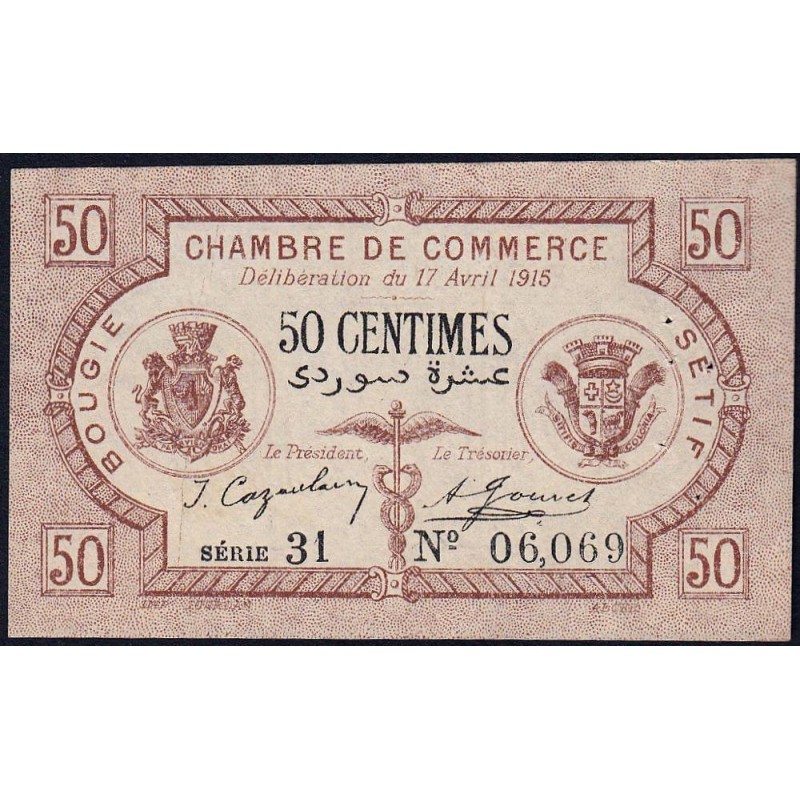 50
50
CHAMBRE DE COMMERCE
Délibération du 17 Avril 1915
50 CENTIMES
عشرة سوردى
BOUGIE
SÉTIF
Le Président,
Le Trésorier,
SÉRIE 31
Nº 06,069
50
50